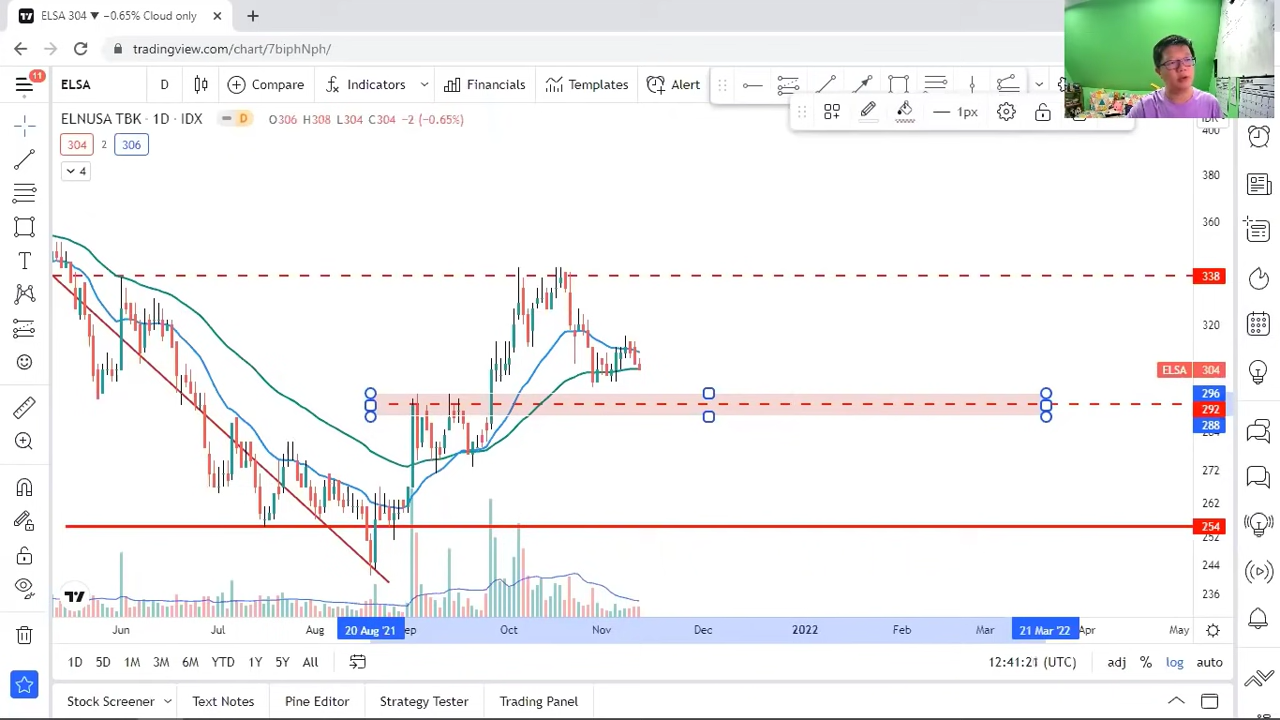 ELSA 304 ▼ −0.65% Cloud only
tradingview.com/chart/7biphNph/
11
ELSA
D
Compare
Indicators
Financials
Templates
Alert
1px
ELNUSA TBK · 1D · IDX
D
O306 H308 L304 C304 −2 (−0.65%)
304
2
306
4
400
380
360
338
320
ELSA
304
296
292
288
284
272
262
254
252
244
236
Jun
Jul
Aug
20 Aug '21
ep
Oct
Nov
Dec
2022
Feb
Mar
21 Mar '22
Apr
May
1D
5D
1M
3M
6M
YTD
1Y
5Y
All
12:41:21 (UTC)
adj
%
log
auto
Stock Screener
Text Notes
Pine Editor
Strategy Tester
Trading Panel